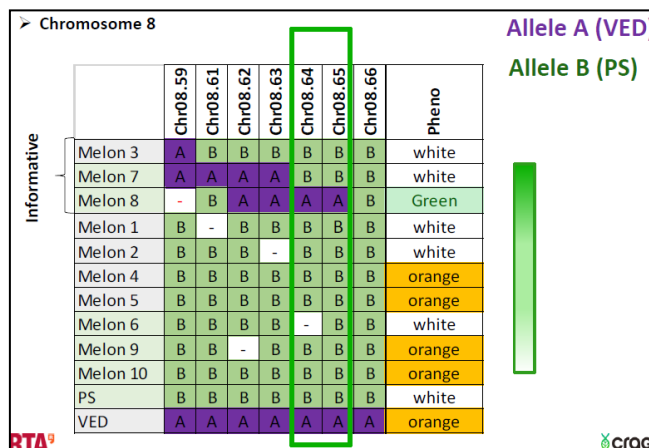 ➢ Chromosome 8
Allele A (VED)
Allele B (PS)
Chr08.59 Chr08.61 Chr08.62 Chr08.63 Chr08.64 Chr08.65 Chr08.66 Pheno
Informative
Melon 3 A B B B B B B white
Melon 7 A A A A B B B white
Melon 8 - B A A A A B Green
Melon 1 B - B B B B B white
Melon 2 B B B - B B B white
Melon 4 B B B B B B B orange
Melon 5 B B B B B B B orange
Melon 6 B B B B - B B white
Melon 9 B B - B B B B orange
Melon 10 B B B B B B B orange
PS B B B B B B B white
VED A A A A A A A orange
RTA
crag